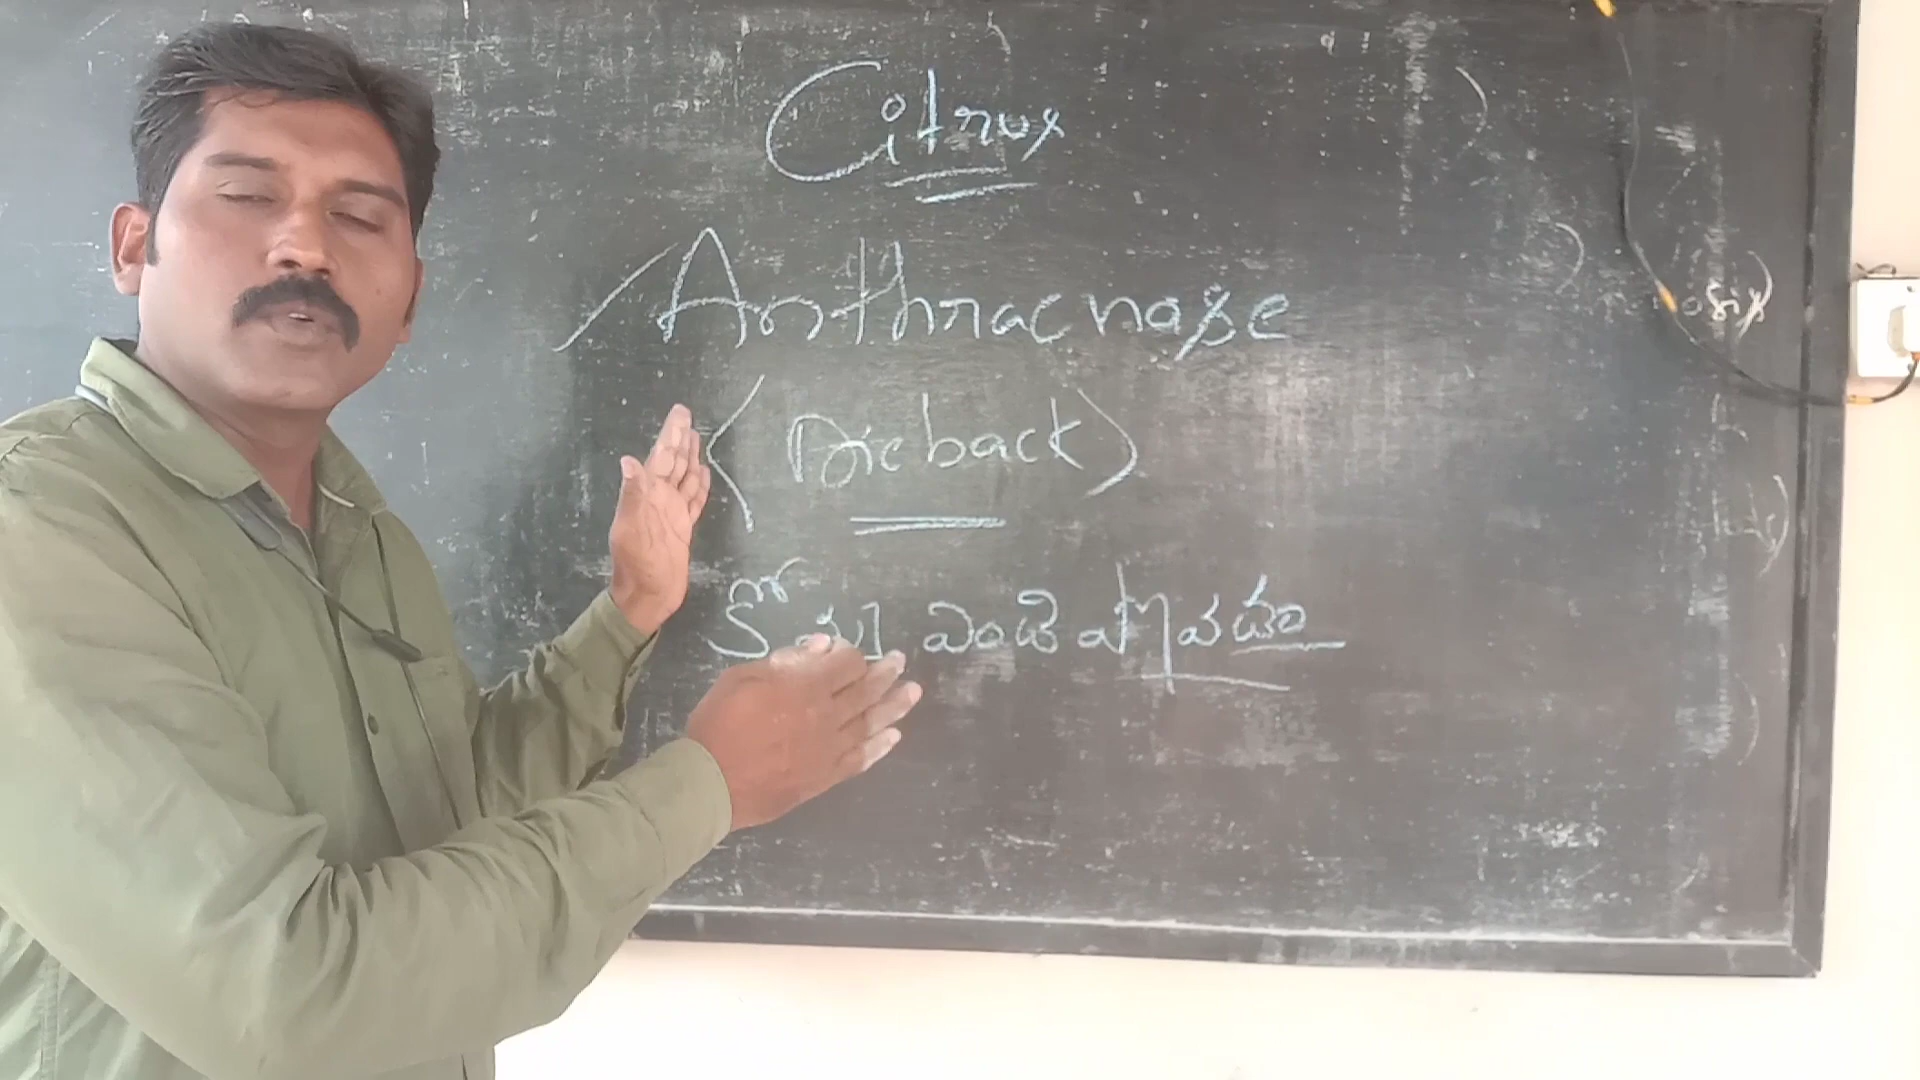 Citrus
Anthracnose
(Dieback)
కొమ్మ ఎండి పోవడం